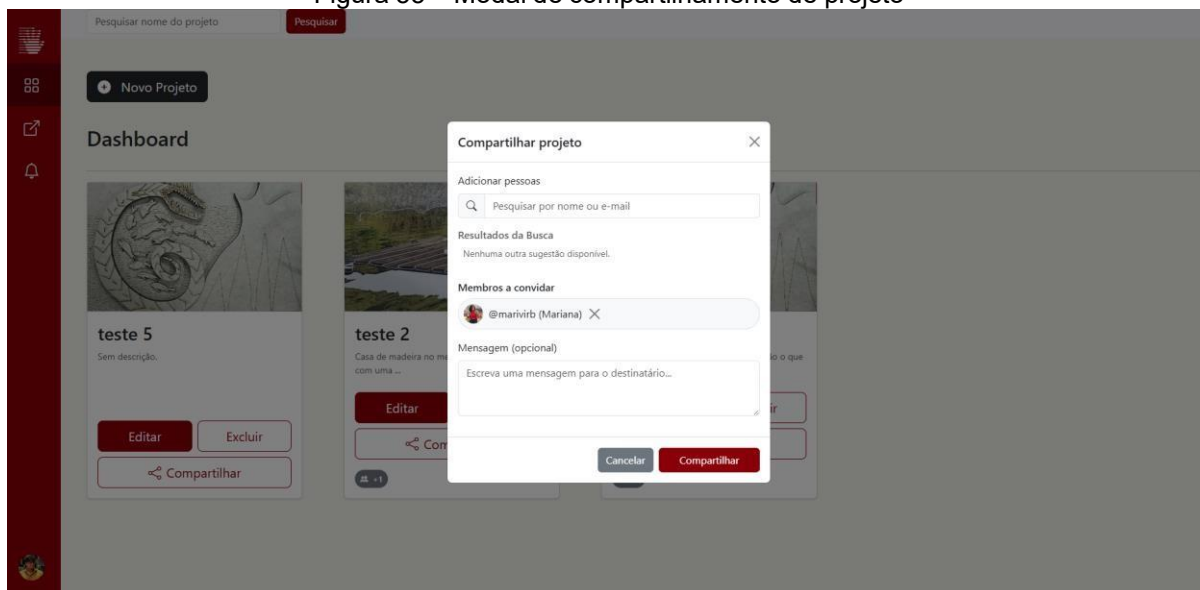 Modal de compartilhamento do projeto
Pesquisar nome do projeto
Pesquisar
Novo Projeto
Dashboard
teste 5
Sem descrição.
Editar
Excluir
Compartilhar
teste 2
Casa de madeira no
com uma ...
Editar
+1
o que
Compartilhar projeto
Adicionar pessoas
Pesquisar por nome ou e-mail
Resultados da Busca
Nenhuma outra sugestão disponível.
Membros a convidar
@marivirb (Mariana)
Mensagem (opcional)
Escreva uma mensagem para o destinatário...
Cancelar
Compartilhar